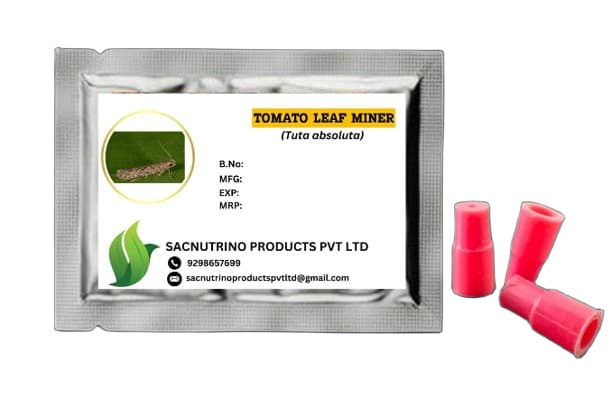 TOMATO LEAF MINER
(Tuta absoluta)
B.No:
MFG:
EXP:
MRP:
SACNUTRINO PRODUCTS PVT LTD
9298657699
sacnutrinoproductspvtltd@gmail.com